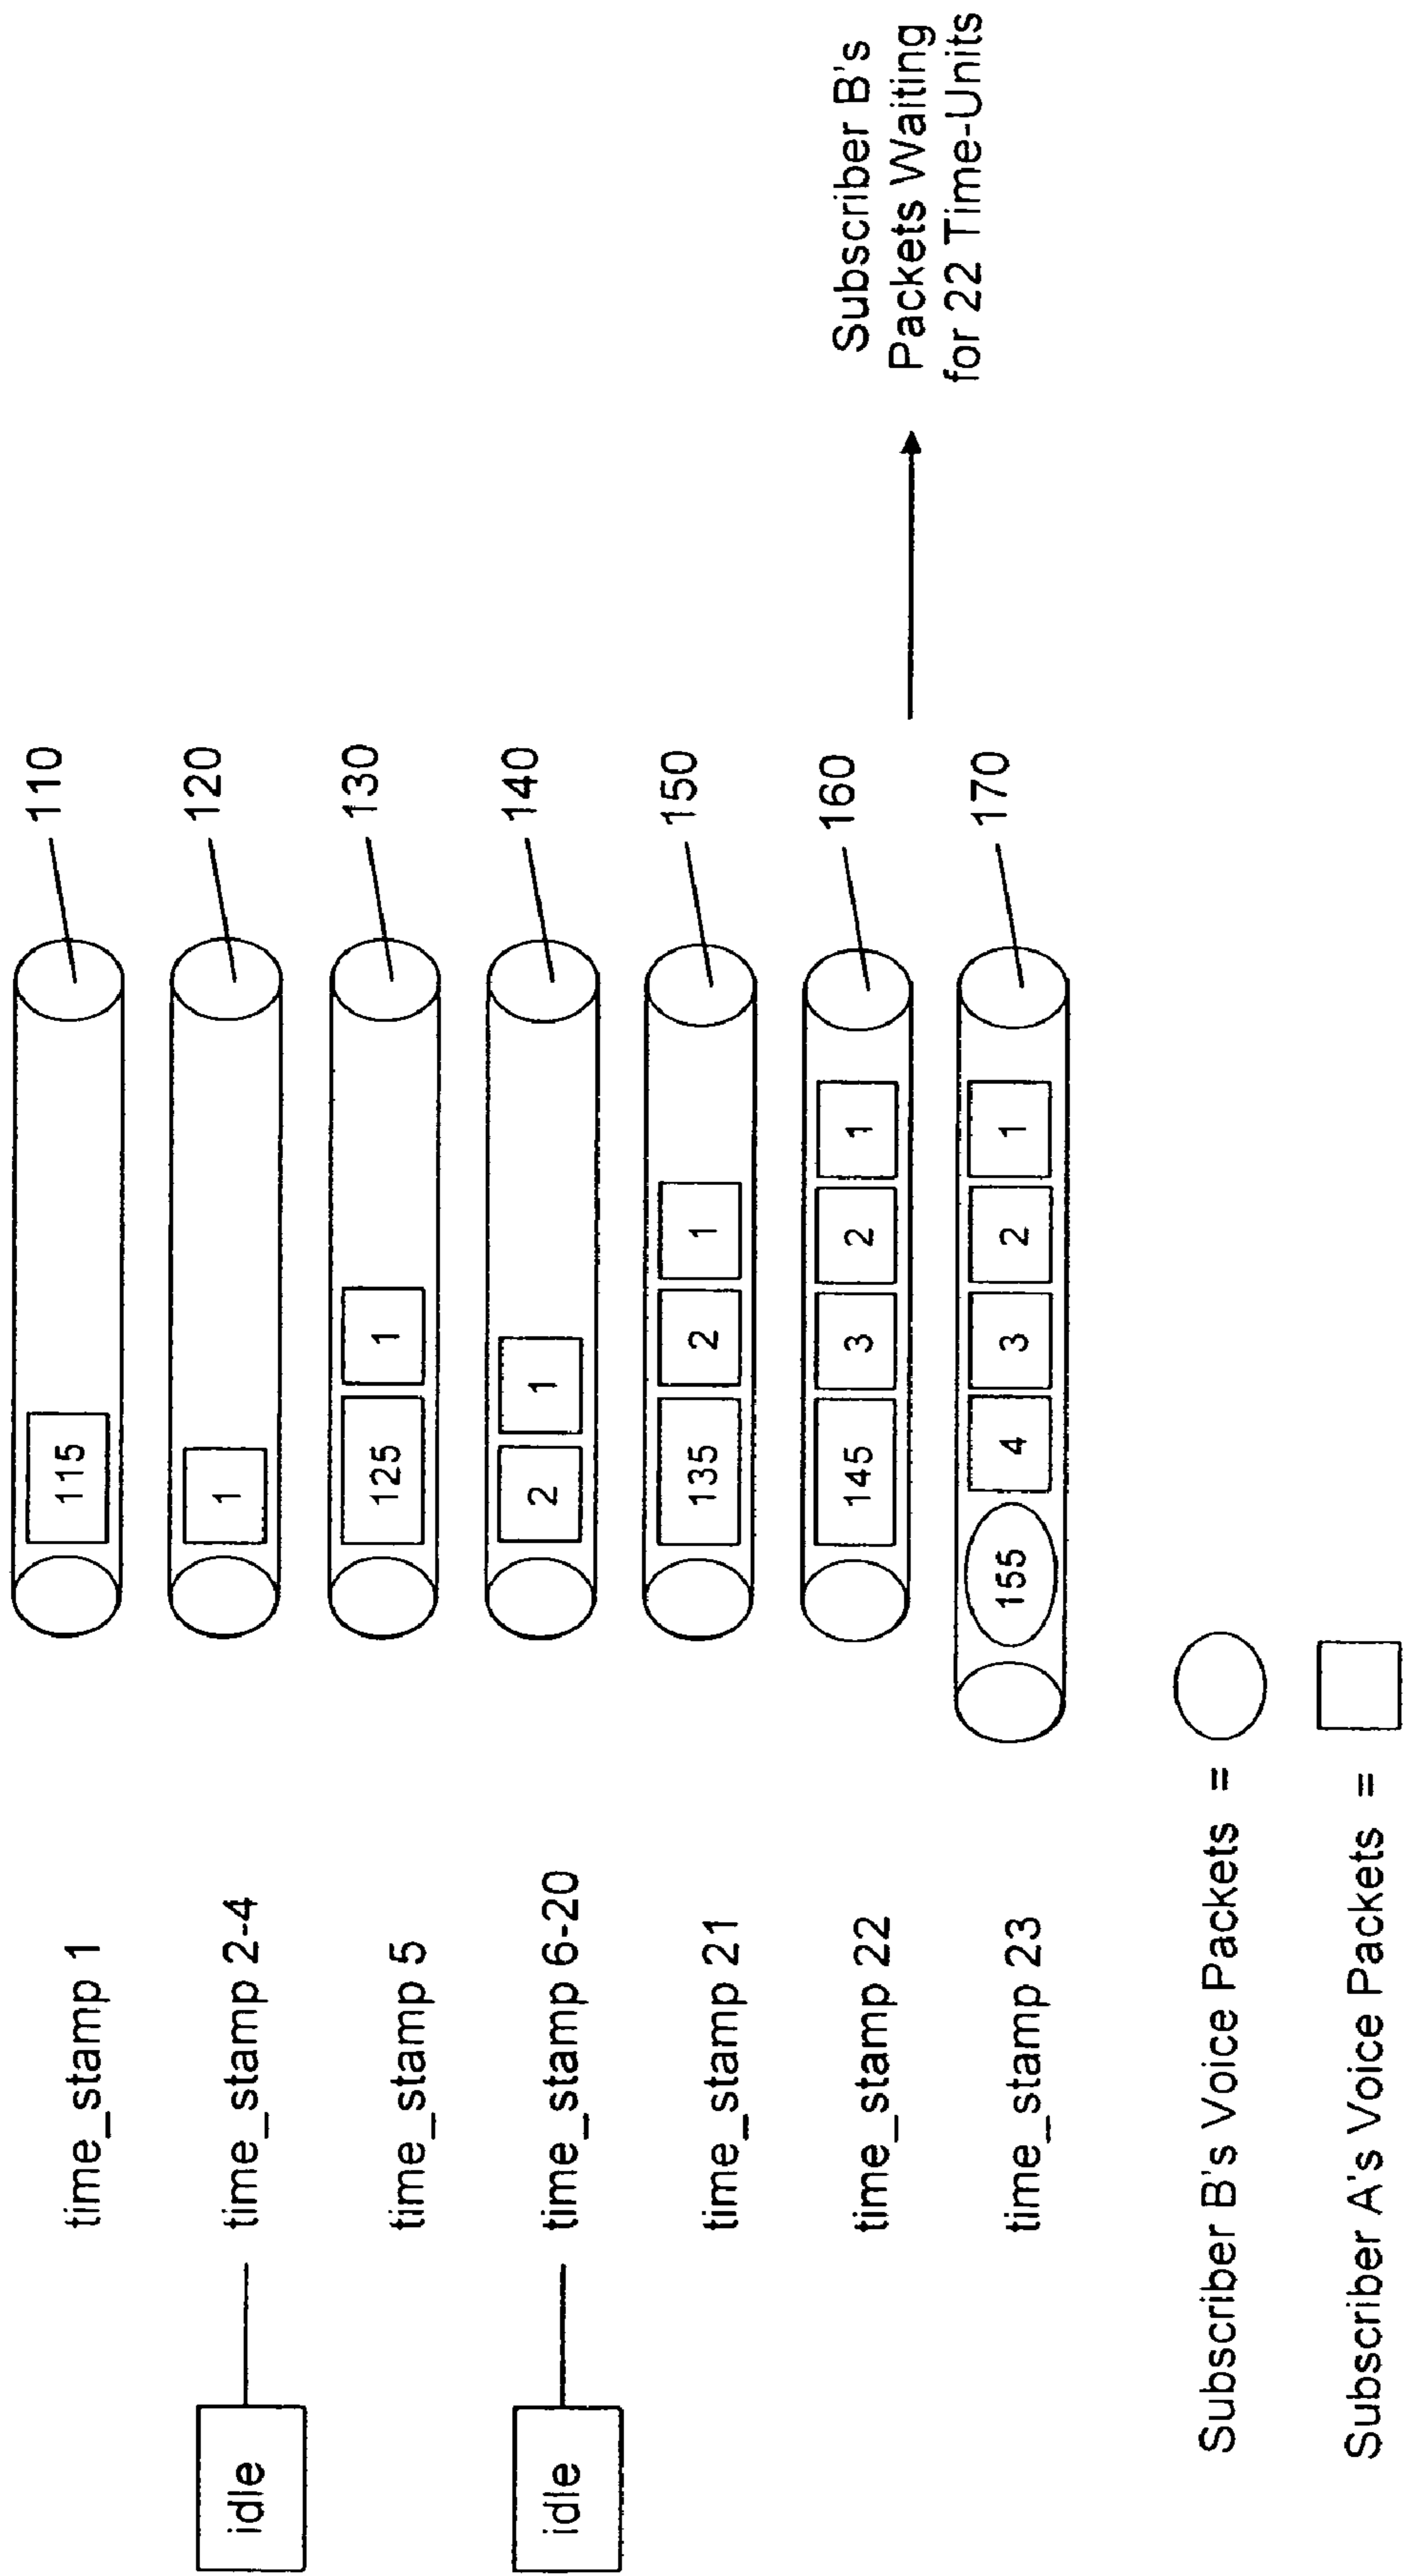 time_stamp 1
115
110
idle
time_stamp 2-4
1
120
time_stamp 5
125
1
130
idle
time_stamp 6-20
2
1
140
time_stamp 21
135
2
1
150
time_stamp 22
145
3
2
1
160
Subscriber B's
Packets Waiting
for 22 Time-Units
time_stamp 23
155
4
3
2
1
170
Subscriber B's Voice Packets =
Subscriber A's Voice Packets =